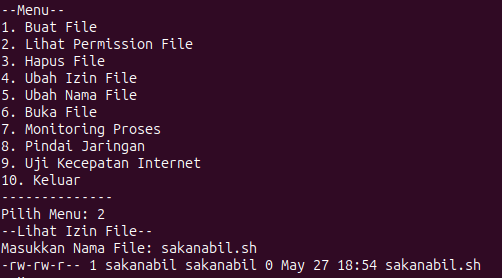 --Menu--
1. Buat File
2. Lihat Permission File
3. Hapus File
4. Ubah Izin File
5. Ubah Nama File
6. Buka File
7. Monitoring Proses
8. Pindai Jaringan
9. Uji Kecepatan Internet
10. Keluar
--------------
Pilih Menu: 2
--Lihat Izin File--
Masukkan Nama File: sakanabil.sh
-rw-rw-r-- 1 sakanabil sakanabil 0 May 27 18:54 sakanabil.sh